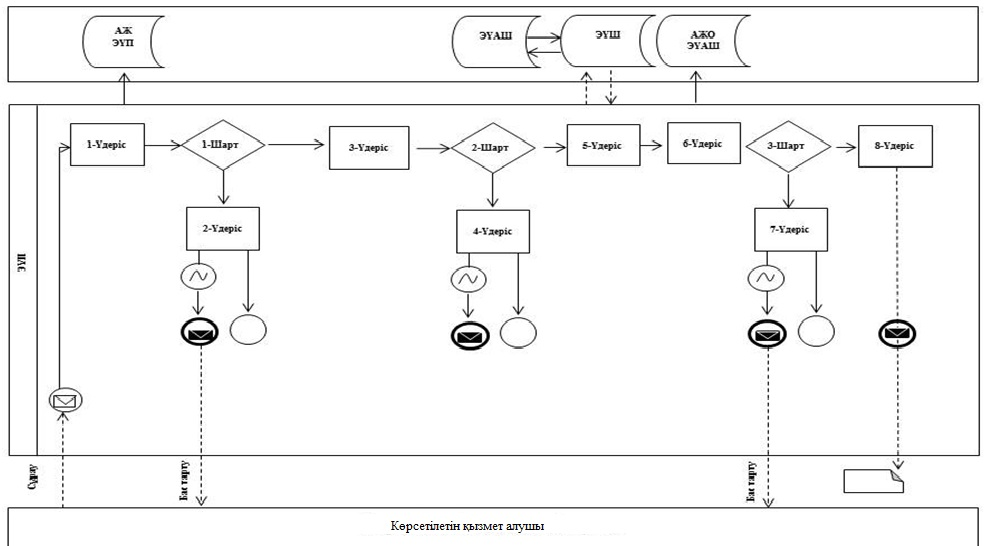 АЖ
ЭҮП
ЭҮАШ
ЭҮШ
АЖО
ЭҮАШ
1-Үдеріс
1-Шарт
3-Үдеріс
2-Шарт
5-Үдеріс
6-Үдеріс
3-Шарт
8-Үдеріс
2-Үдеріс
4-Үдеріс
7-Үдеріс
ЭҮП
Сұрау
Бас тарту
Бас тарту
Көрсетілетін қызмет алушы